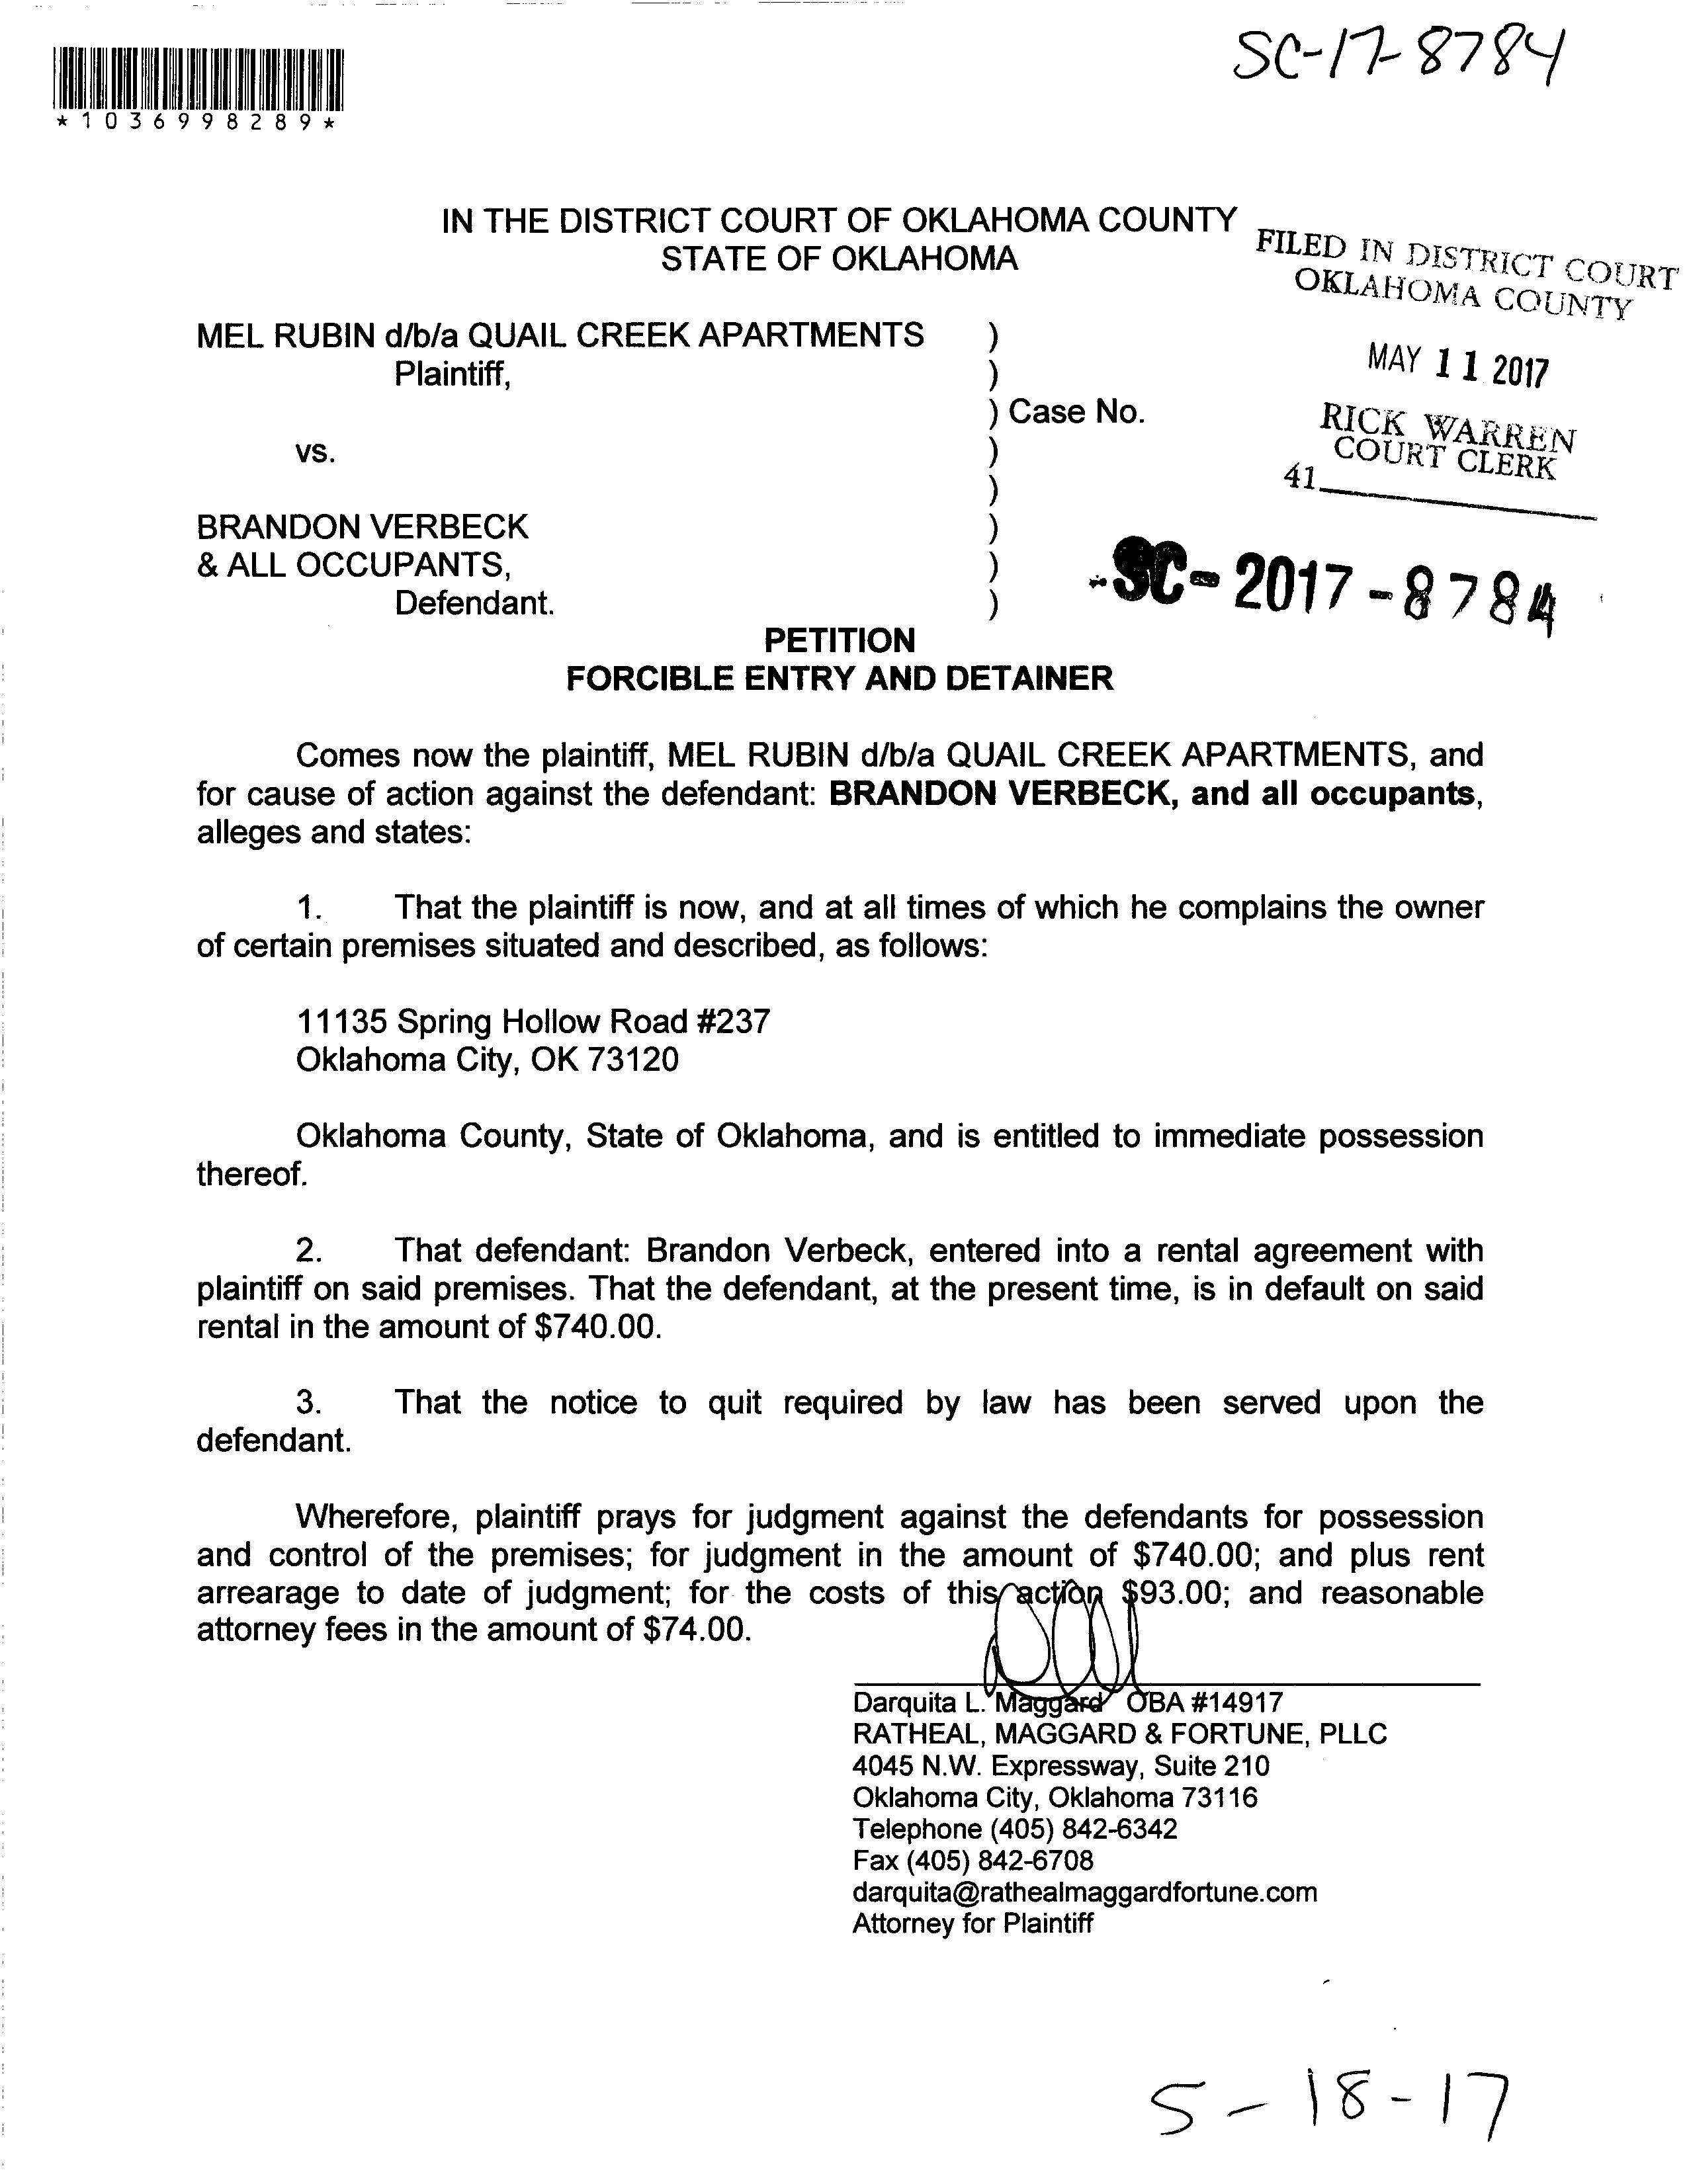 SC-17-8784
*1036998289*
IN THE DISTRICT COURT OF OKLAHOMA COUNTY
STATE OF OKLAHOMA
FILED IN DISTRICT COURT
OKLAHOMA COUNTY
MAY 11 2017
RICK WARREN
COURT CLERK
41
MEL RUBIN d/b/a QUAIL CREEK APARTMENTS )
Plaintiff, )
) Case No.
vs. )
)
BRANDON VERBECK )
& ALL OCCUPANTS, )
Defendant. )
SC-2017-8784
PETITION
FORCIBLE ENTRY AND DETAINER
Comes now the plaintiff, MEL RUBIN d/b/a QUAIL CREEK APARTMENTS, and
for cause of action against the defendant: BRANDON VERBECK, and all occupants,
alleges and states:
1. That the plaintiff is now, and at all times of which he complains the owner
of certain premises situated and described, as follows:
11135 Spring Hollow Road #237
Oklahoma City, OK 73120
Oklahoma County, State of Oklahoma, and is entitled to immediate possession
thereof.
2. That defendant: Brandon Verbeck, entered into a rental agreement with
plaintiff on said premises. That the defendant, at the present time, is in default on said
rental in the amount of $740.00.
3. That the notice to quit required by law has been served upon the
defendant.
Wherefore, plaintiff prays for judgment against the defendants for possession
and control of the premises; for judgment in the amount of $740.00; and plus rent
arrearage to date of judgment; for the costs of this action $93.00; and reasonable
attorney fees in the amount of $74.00.
Darquita L. Maggard OBA #14917
RATHEAL, MAGGARD & FORTUNE, PLLC
4045 N.W. Expressway, Suite 210
Oklahoma City, Oklahoma 73116
Telephone (405) 842-6342
Fax (405) 842-6708
darquita@rathealmaggardfortune.com
Attorney for Plaintiff
5-18-17